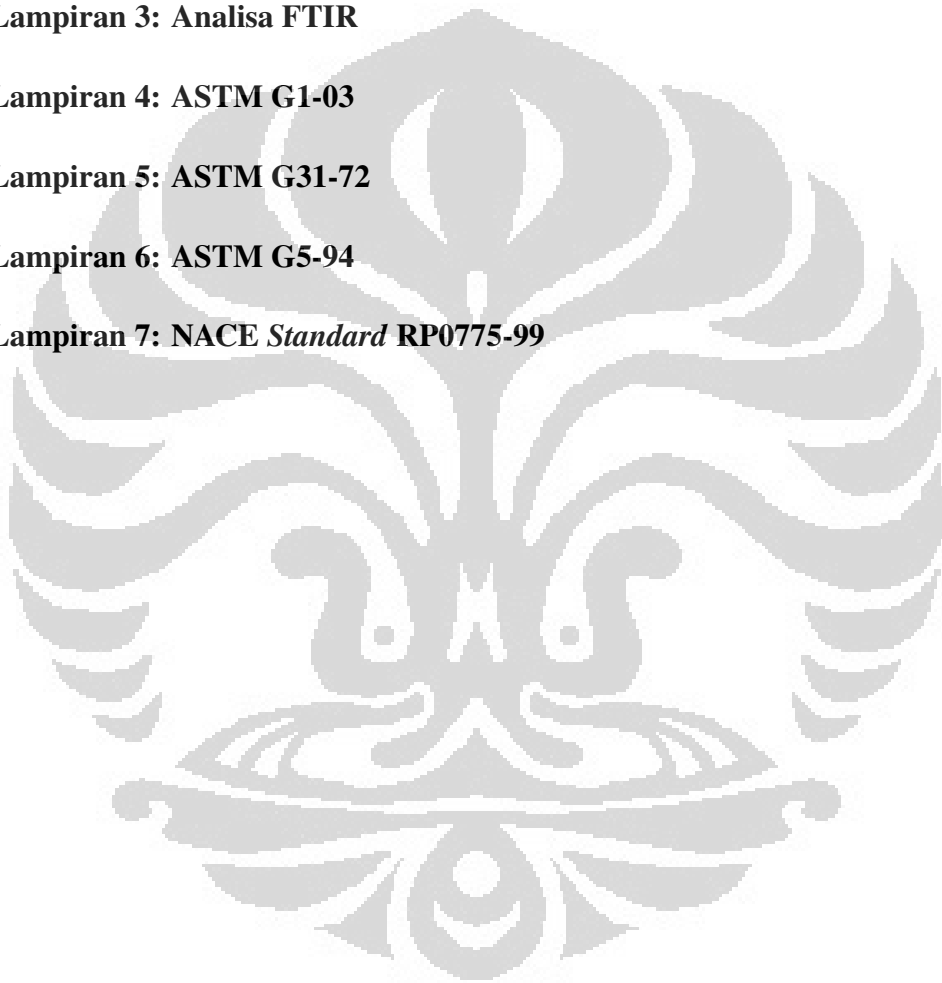 Lampiran 3: Analisa FTIR
Lampiran 4: ASTM G1-03
Lampiran 5: ASTM G31-72
Lampiran 6: ASTM G5-94
Lampiran 7: NACE Standard RP0775-99